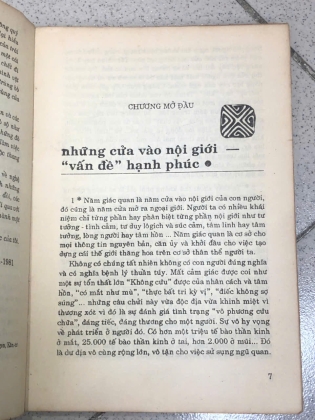 CHƯƠNG MỞ ĐẦU
những cửa vào nội giới —
“vấn đề” hạnh phúc
1 * Năm giác quan là năm cửa vào nội giới của con người,
đó cũng là năm cửa mở ra ngoại giới. Người ta có nhiều khái
niệm chỉ từng phần hay phân biệt từng phần nội giới như tư
tưởng - tình cảm, tư duy lôgích và xúc cảm, tâm linh hay tâm
tưởng, lòng người hay tâm hồn ... Năm giác quan là cơ sở cho
mọi thông tin nguyên bản, căn ủy và khởi đầu cho việc tạo
dựng cái thế giới thăng hoa trên cơ sở thân thể người ta.
Không có chúng tất nhiên không có con người đúng nghĩa
và có nghĩa bệnh lý thuần túy. Mất cảm giác được coi như
một sự tổn thất lớn “Không cửu” được của nhân cách và tâm
hồn, “có mắt như mù”, “thực bất tri kỳ vị”, “điếc không sợ
súng”... những câu chửi này vừa độc địa vừa khinh miệt vì
thương xót vì đó là sự đánh giá tình trạng “vô phương cứu
chữa”, đáng tiếc, đáng thương cho một người. Sự vô hy vọng
về phát triển ở người đó. Có hơn một triệu tế bào thần kinh
ở mắt, 25.000 tế bào thần kinh ở tai, hơn 2.000 ở mũi... Đó
là dư địa vô cùng rộng lớn, vô tận cho việc sử dụng ngũ quan.
7
-1981